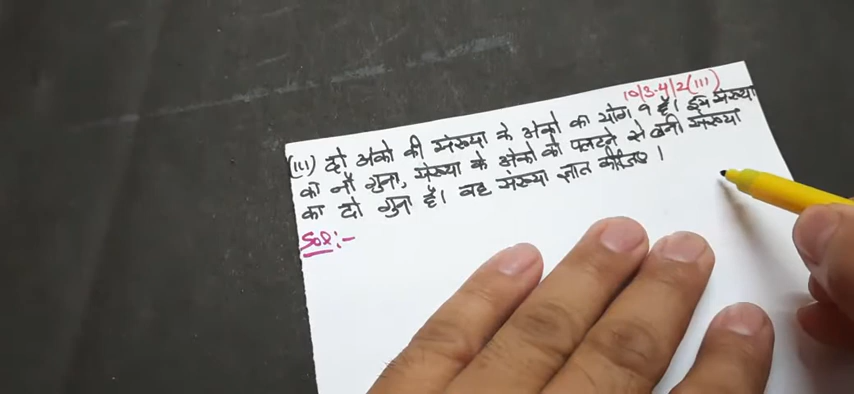 10/3.4/2(iii)
(iii) दो अंको की संख्या के अंको का योग 9 है। इस संख्या
का नौ गुना, संख्या के अंको को पलटने से बनी संख्या
का दो गुना है। वह संख्या ज्ञात कीजिए।
Sol:-